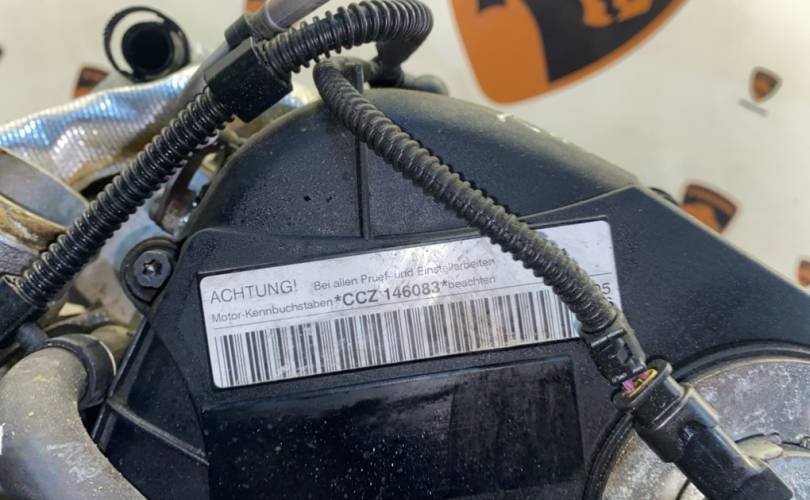 ACHTUNG! Bei allen Pruef- und Einstellarbeiten
Motor-Kennbuchstaben *CCZ 146083* beachten